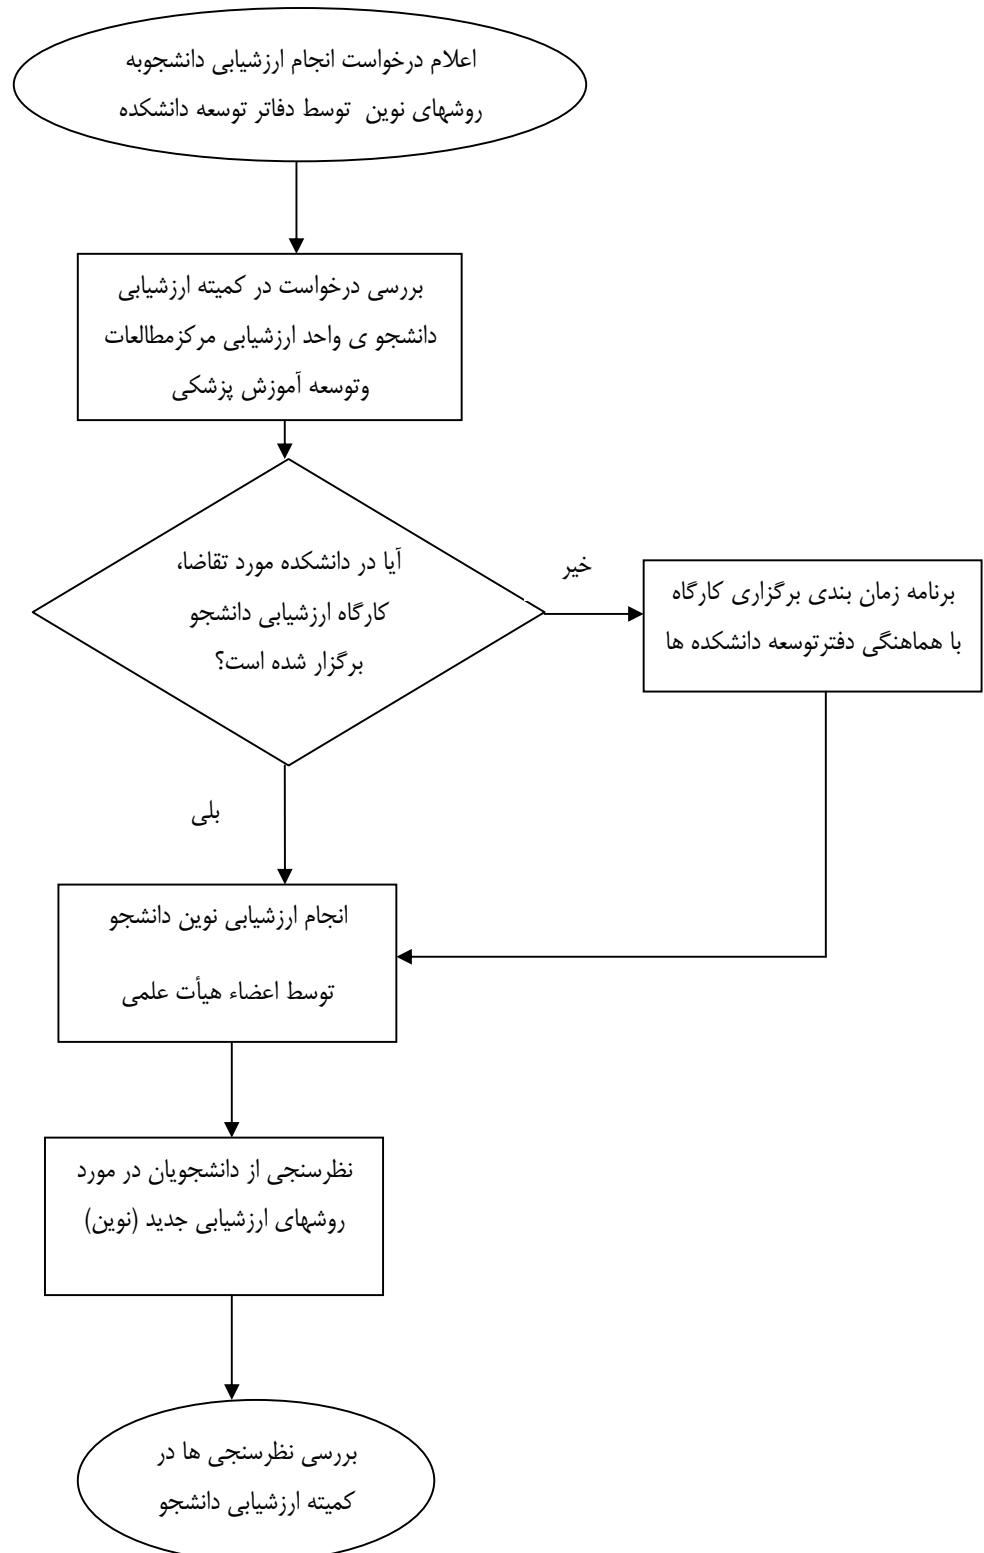 اعلام درخواست انجام ارزشیابی دانشجوبه
روشهای نوین توسط دفاتر توسعه دانشکده
بررسی درخواست در کمیته ارزشیابی
دانشجو ی واحد ارزشیابی مرکزمطالعات
وتوسعه آموزش پزشکی
آیا در دانشکده مورد تقاضا،
کارگاه ارزشیابی دانشجو
برگزار شده است؟
خیر
برنامه زمان بندی برگزاری کارگاه
با هماهنگی دفترتوسعه دانشکده ها
بلی
انجام ارزشیابی نوین دانشجو
توسط اعضاء هیأت علمی
نظرسنجی از دانشجویان در مورد
روشهای ارزشیابی جدید (نوین)
بررسی نظرسنجی ها در
کمیته ارزشیابی دانشجو